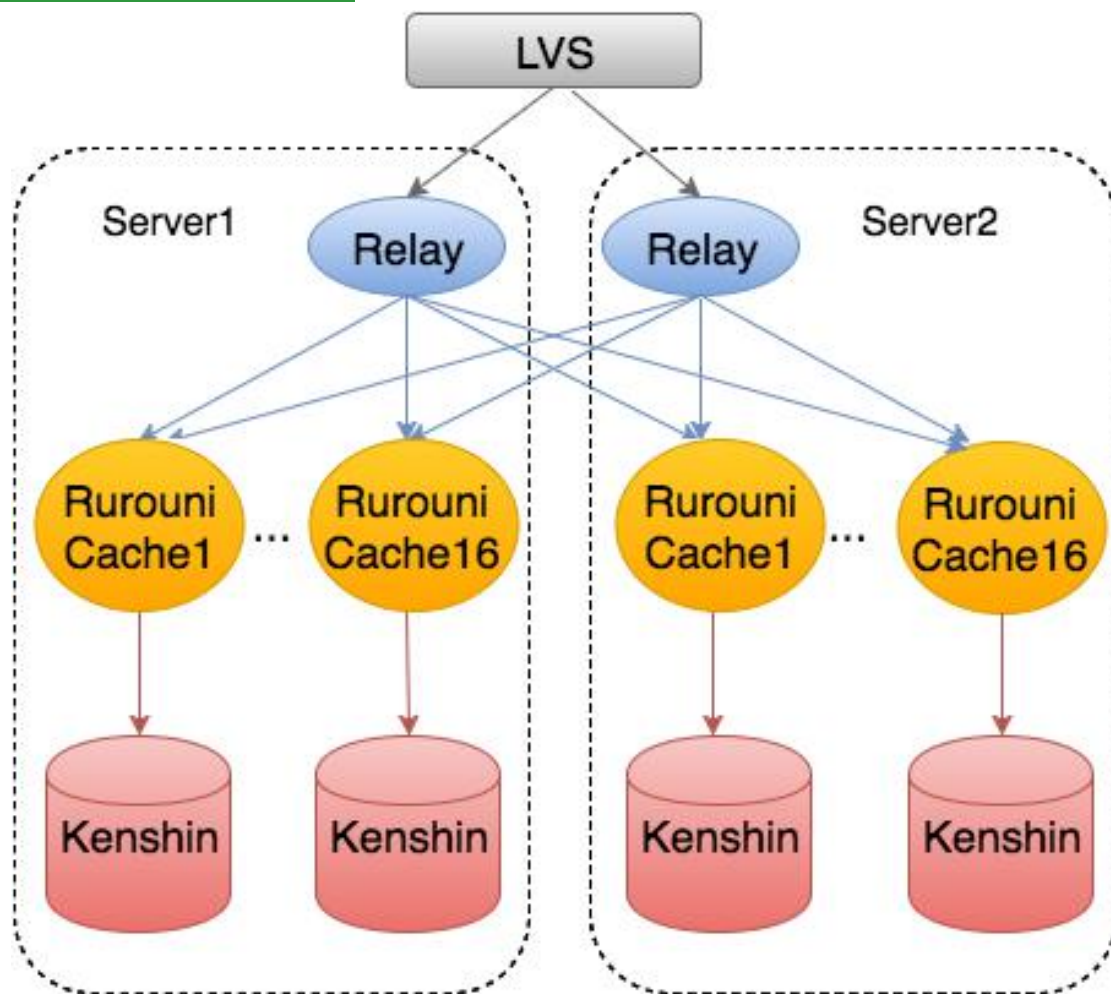 LVS
Server1
Server2
Relay
Relay
Rurouni
Cache1
...
Rurouni
Cache16
Rurouni
Cache1
...
Rurouni
Cache16
Kenshin
Kenshin
Kenshin
Kenshin